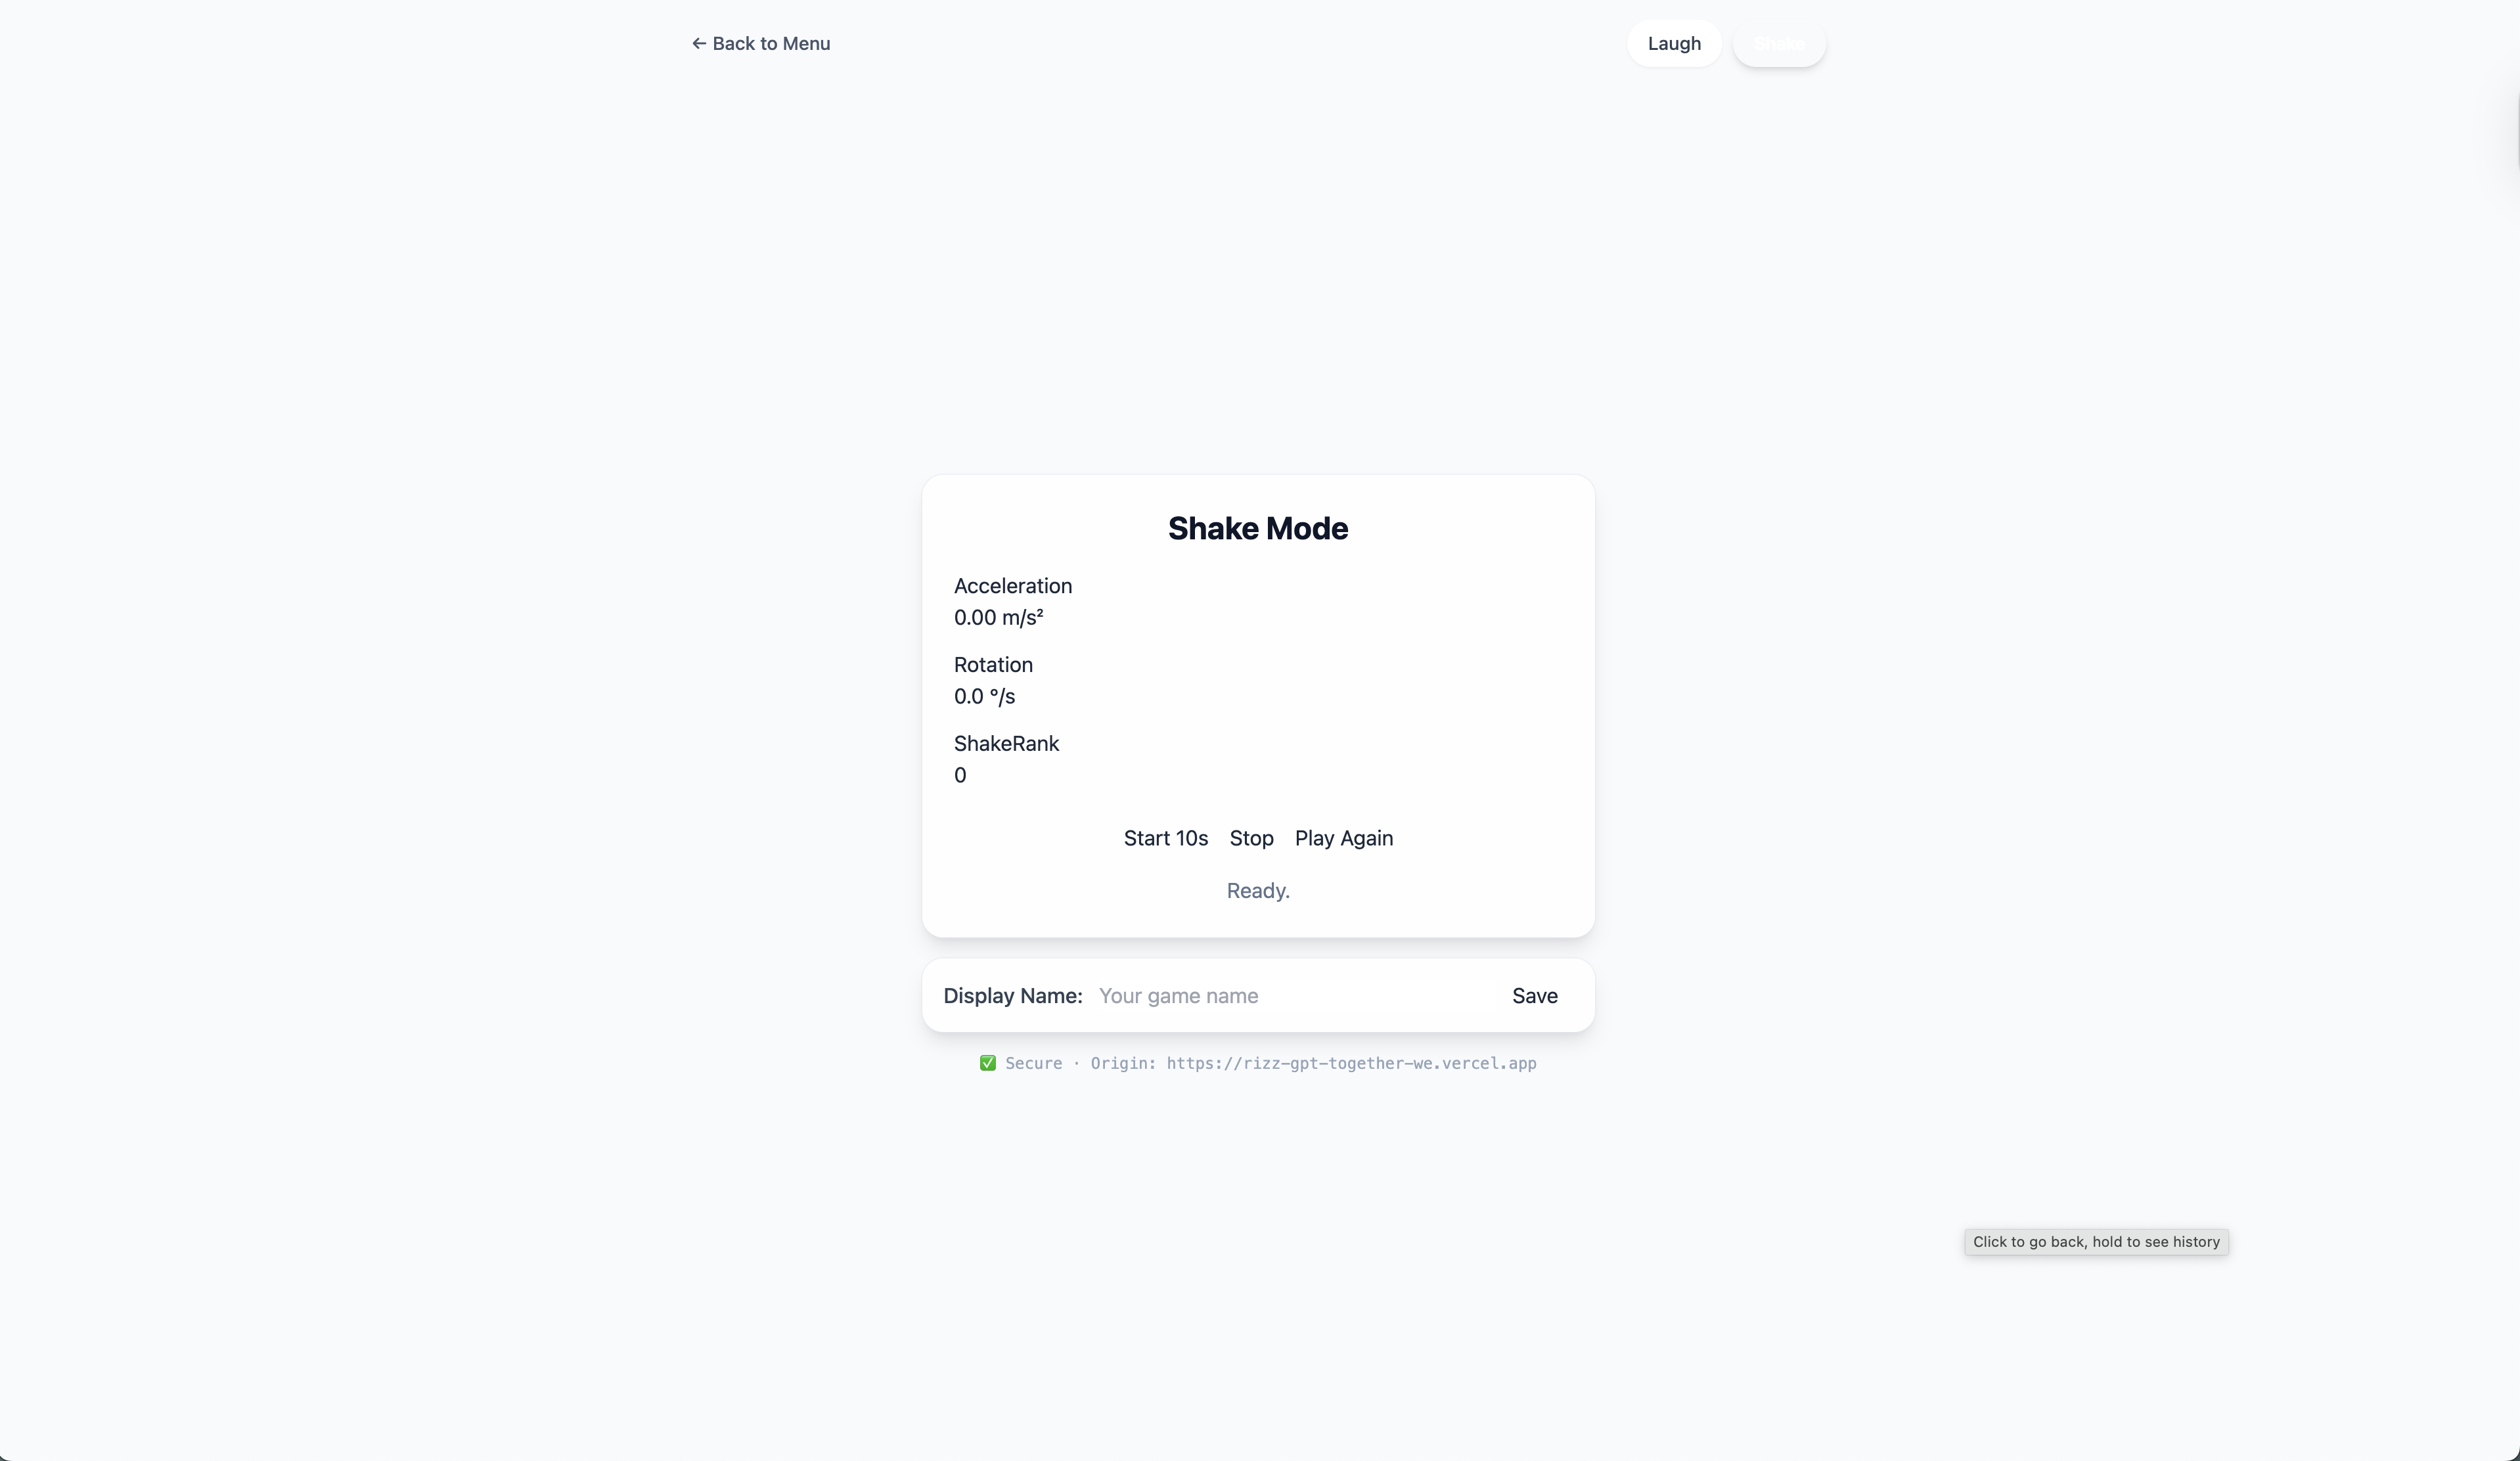 ← Back to Menu
Laugh
Shake
Shake Mode
Acceleration
0.00 m/s²
Rotation
0.0 °/s
ShakeRank
0
Start 10s Stop Play Again
Ready.
Display Name: Your game name Save
✅ Secure · Origin: https://rizz-gpt-together-we.vercel.app
Click to go back, hold to see history